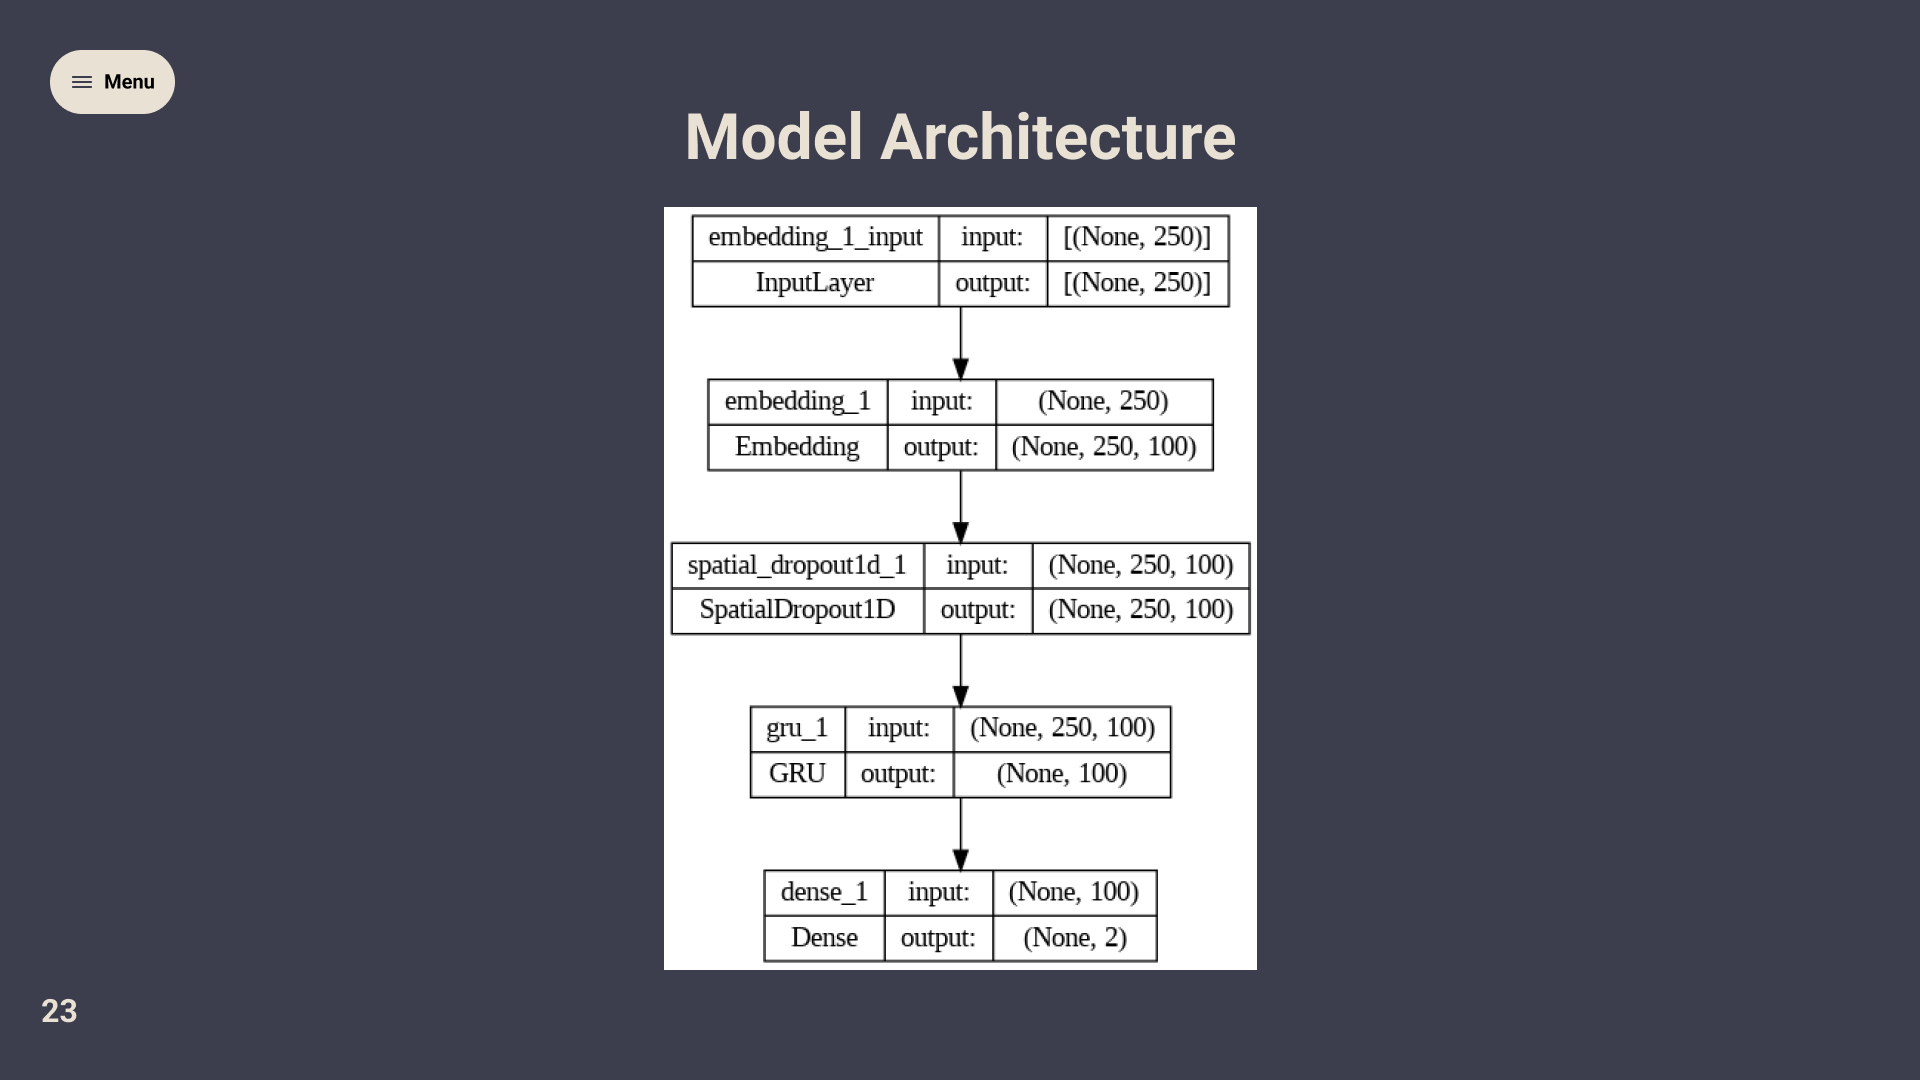 Menu
Model Architecture
embedding_1_input input: [(None, 250)]
InputLayer output: [(None, 250)]
embedding_1 input: (None, 250)
Embedding output: (None, 250, 100)
spatial_dropout1d_1 input: (None, 250, 100)
SpatialDropout1D output: (None, 250, 100)
gru_1 input: (None, 250, 100)
GRU output: (None, 100)
dense_1 input: (None, 100)
Dense output: (None, 2)
23